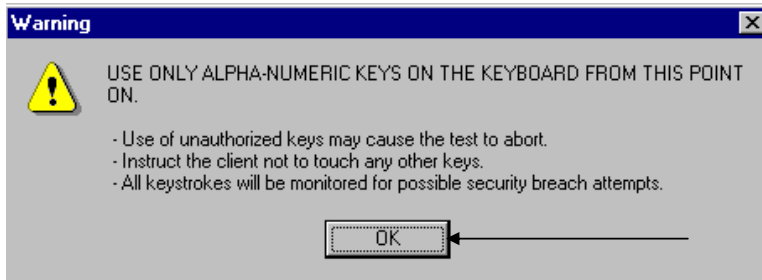 Warning
USE ONLY ALPHA-NUMERIC KEYS ON THE KEYBOARD FROM THIS POINT
ON.
- Use of unauthorized keys may cause the test to abort.
- Instruct the client not to touch any other keys.
- All keystrokes will be monitored for possible security breach attempts.
OK